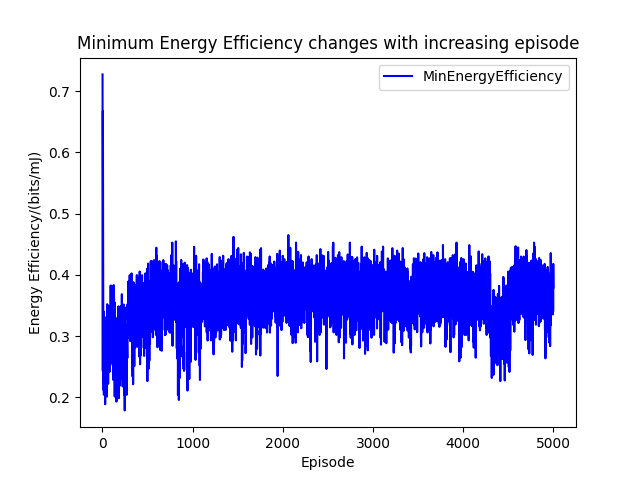 Minimum Energy Efficiency changes with increasing episode
MinEnergyEfficiency
0.7
0.6
0.5
0.4
0.3
0.2
Energy Efficiency/(bits/mJ)
0 1000 2000 3000 4000 5000
Episode